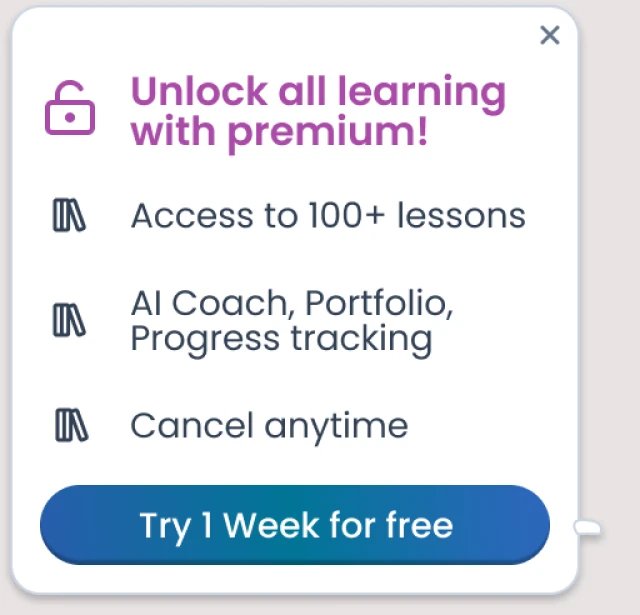 Unlock all learning
with premium!
Access to 100+ lessons
AI Coach, Portfolio,
Progress tracking
Cancel anytime
Try 1 Week for free